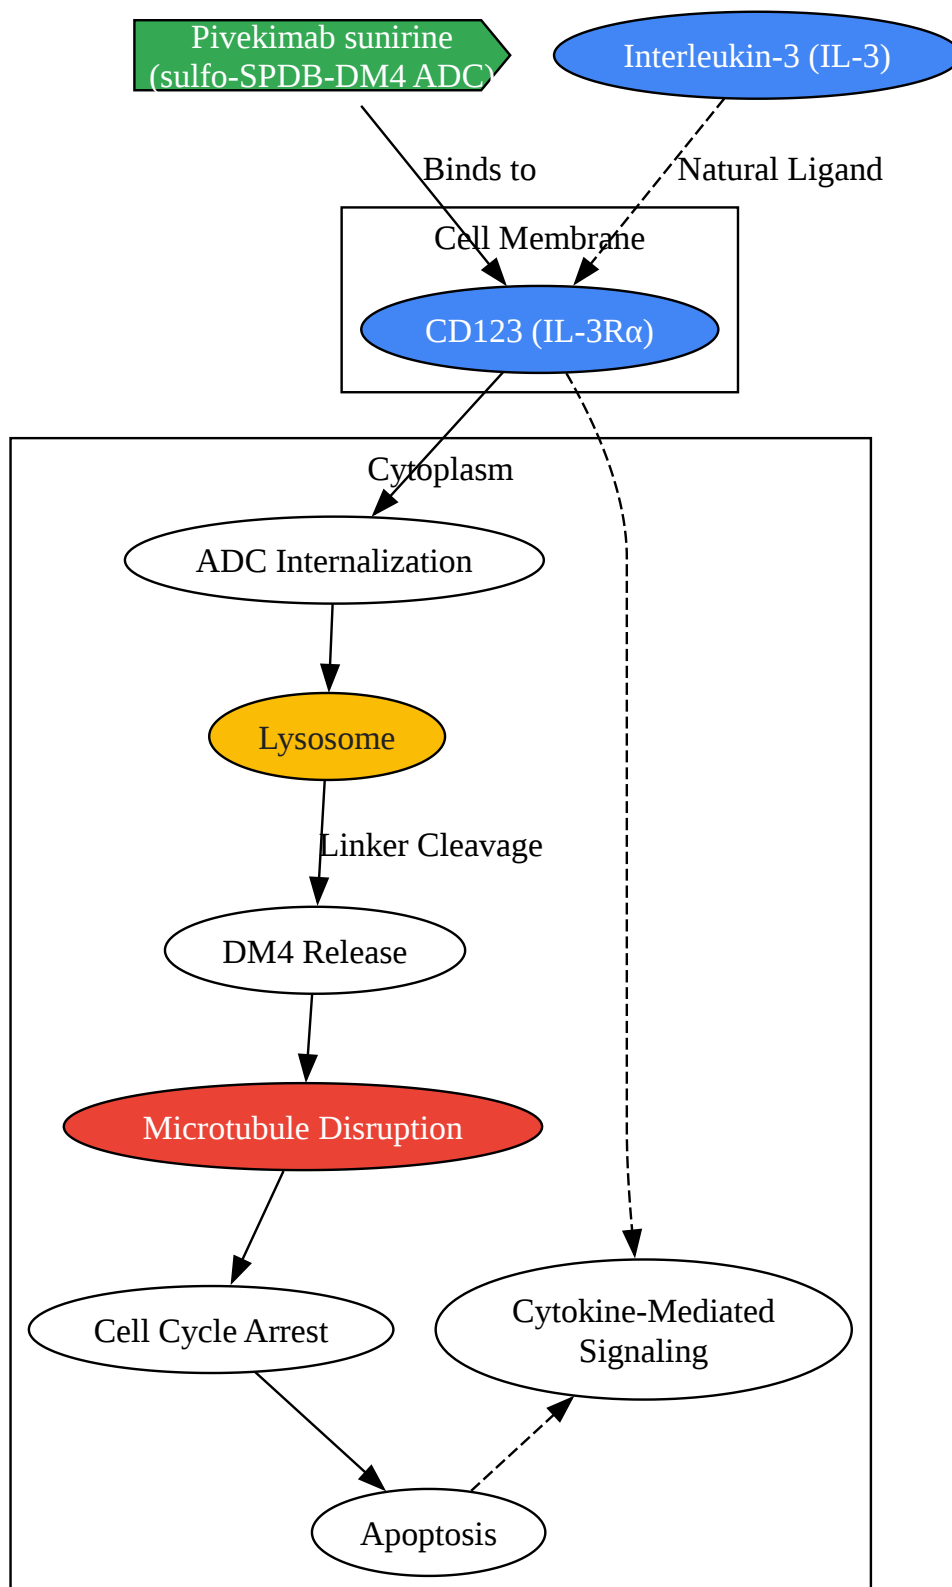 Pivekimab sunirine
(sulfo-SPDB-DM4 ADC)
Interleukin-3 (IL-3)
Binds to
Natural Ligand
Cell Membrane
CD123 (IL-3Rα)
Cytoplasm
ADC Internalization
Lysosome
Linker Cleavage
DM4 Release
Microtubule Disruption
Cell Cycle Arrest
Cytokine-Mediated
Signaling
Apoptosis